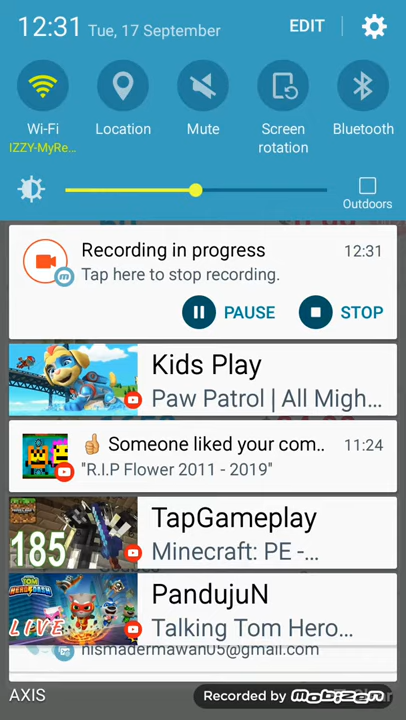 12:31 Tue, 17 September EDIT
Wi-Fi
IZZY-MyRe...
Location
Mute
Screen
rotation
Bluetooth
Outdoors
Recording in progress 12:31
Tap here to stop recording.
PAUSE STOP
Kids Play
Paw Patrol | All Migh...
👍 Someone liked your com.. 11:24
"R.I.P Flower 2011 - 2019"
185
TapGameplay
Minecraft: PE -...
TOM
HERO DASH
LIVE
PandujuN
Talking Tom Hero...
hismadermawan05@gmail.com
AXIS
Recorded by mobizen